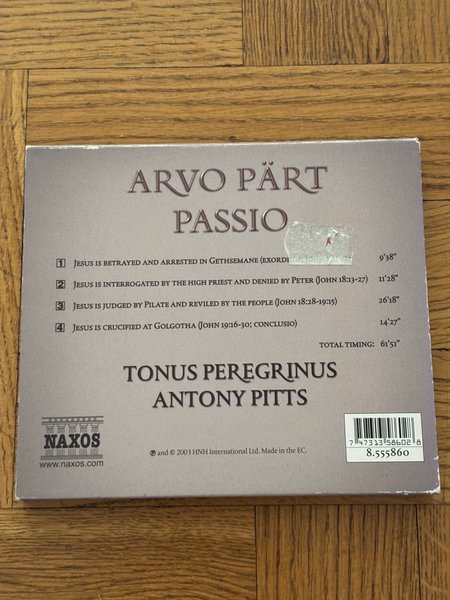 ARVO PÄRT
PASSIO
1 JESUS IS BETRAYED AND ARRESTED IN GETHSEMANE 9'38"
2 JESUS IS INTERROGATED BY THE HIGH PRIEST AND DENIED BY PETER (JOHN 18:13-27) 11'28"
3 JESUS IS JUDGED BY PILATE AND REVILED BY THE PEOPLE (JOHN 18:28-19:15) 26'18"
4 JESUS IS CRUCIFIED AT GOLGOTHA (JOHN 19:16-30; CONCLUSIO) 14'27"
TOTAL TIMING: 61'51"
TONUS PEREGRINUS
ANTONY PITTS
NAXOS
www.naxos.com
℗ and © 2003 HNH International Ltd. Made in the EC.
7 47313 58602 8
8.555860